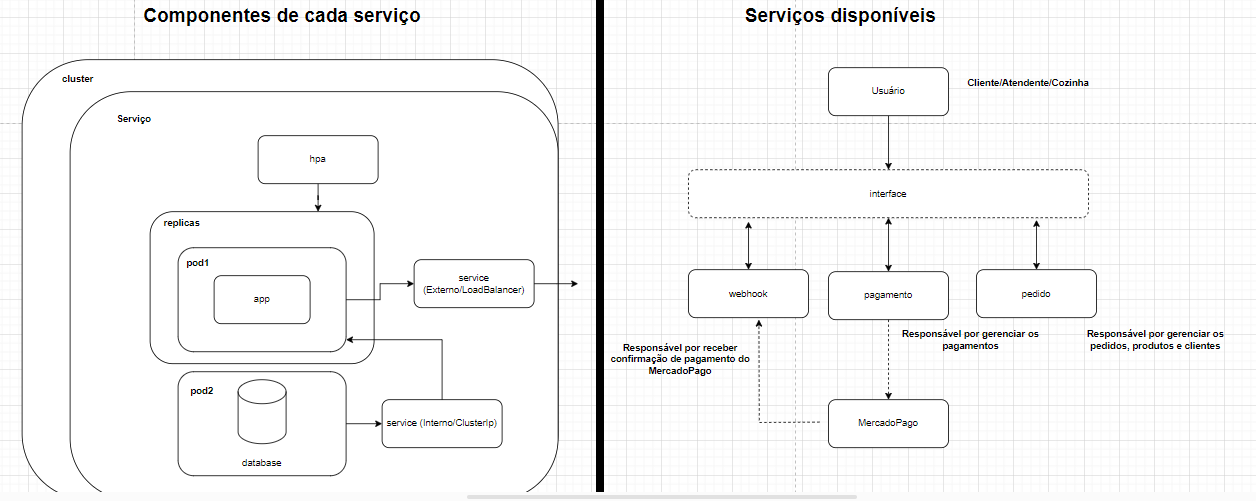 Componentes de cada serviço
cluster
Serviço
hpa
replicas
pod1
app
service
(Externo/LoadBalancer)
pod2
database
service (Interno/ClusterIp)
Serviços disponíveis
Usuário
Cliente/Atendente/Cozinha
interface
webhook
pagamento
pedido
Responsável por receber
confirmação de pagamento do
MercadoPago
Responsável por gerenciar os
pagamentos
Responsável por gerenciar os
pedidos, produtos e clientes
MercadoPago